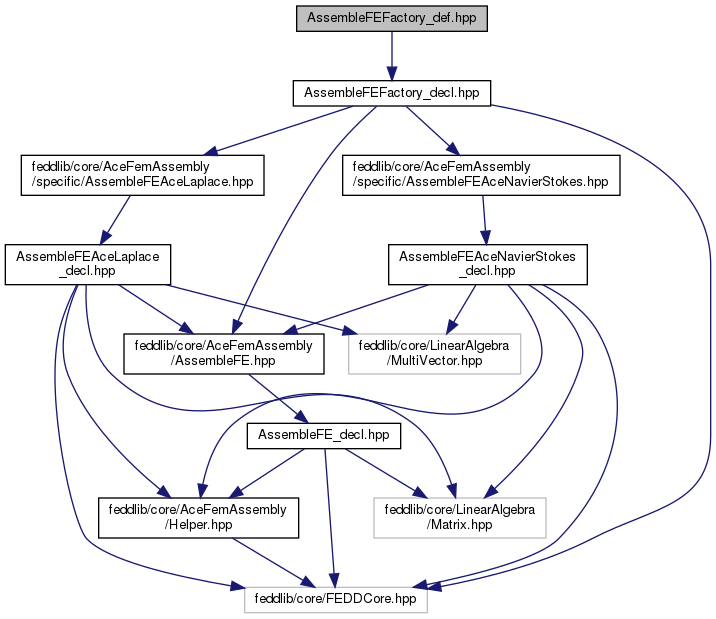 AssembleFEFactory_def.hpp
AssembleFEFactory_decl.hpp
feddlib/core/AceFemAssembly
/specific/AssembleFEAceLaplace.hpp
feddlib/core/AceFemAssembly
/specific/AssembleFEAceNavierStokes.hpp
AssembleFEAceLaplace
_decl.hpp
AssembleFEAceNavierStokes
_decl.hpp
feddlib/core/AceFemAssembly
/AssembleFE.hpp
feddlib/core/LinearAlgebra
/MultiVector.hpp
AssembleFE_decl.hpp
feddlib/core/AceFemAssembly
/Helper.hpp
feddlib/core/LinearAlgebra
/Matrix.hpp
feddlib/core/FEDDCore.hpp